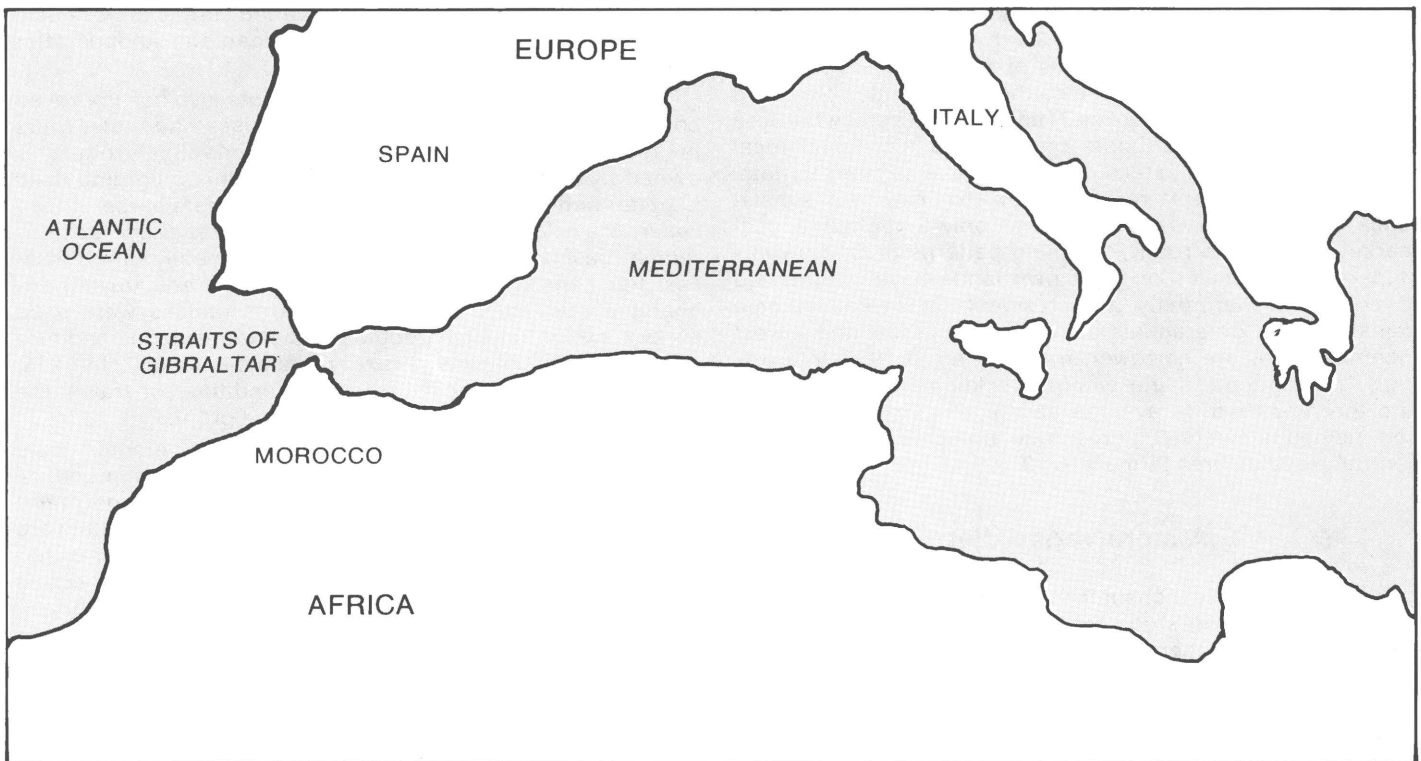 EUROPE
ITALY
SPAIN
ATLANTIC
OCEAN
MEDITERRANEAN
STRAITS OF
GIBRALTAR
MOROCCO
AFRICA